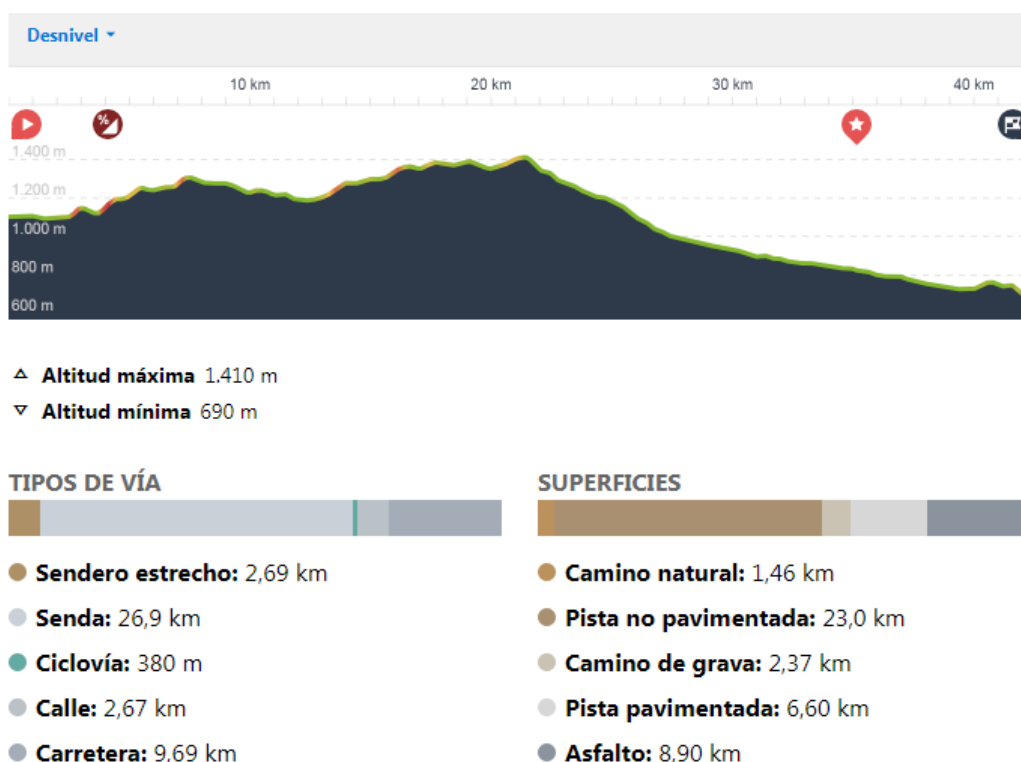 Desnivel
10 km 20 km 30 km 40 km
%
1.400 m
1.200 m
1.000 m
800 m
600 m
Altitud máxima 1.410 m
Altitud mínima 690 m
TIPOS DE VÍA
Sendero estrecho: 2,69 km
Senda: 26,9 km
Ciclovía: 380 m
Calle: 2,67 km
Carretera: 9,69 km
SUPERFICIES
Camino natural: 1,46 km
Pista no pavimentada: 23,0 km
Camino de grava: 2,37 km
Pista pavimentada: 6,60 km
Asfalto: 8,90 km